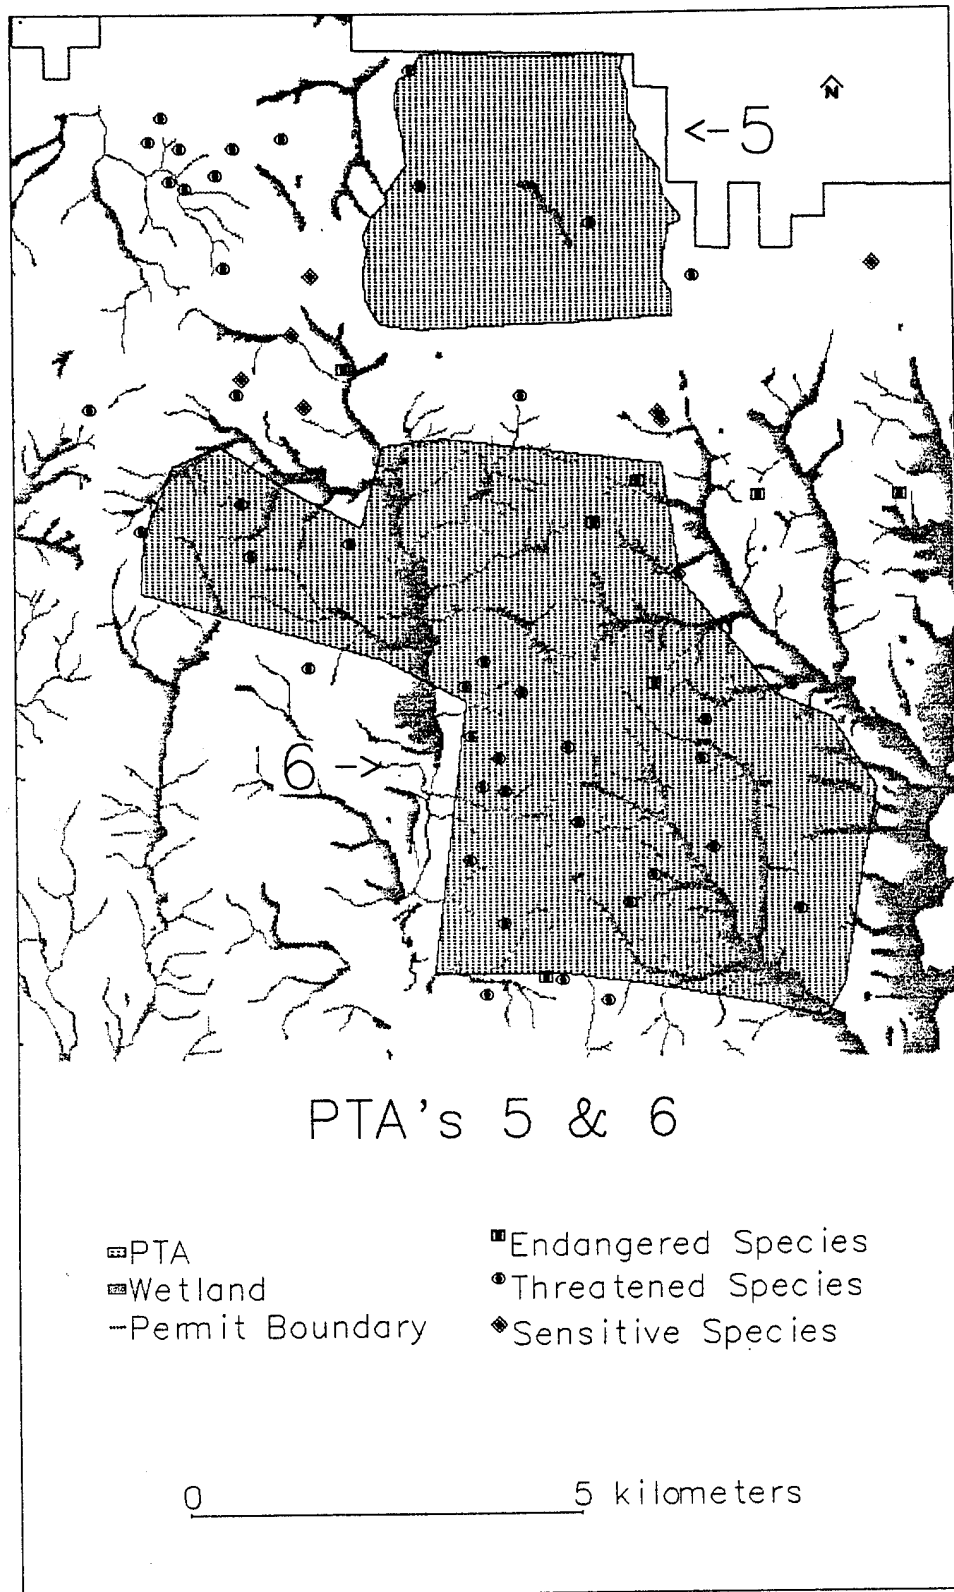 N
<-5
6->
PTA's 5 & 6
PTA
Wetland
Permit Boundary
Endangered Species
Threatened Species
Sensitive Species
0 5 kilometers